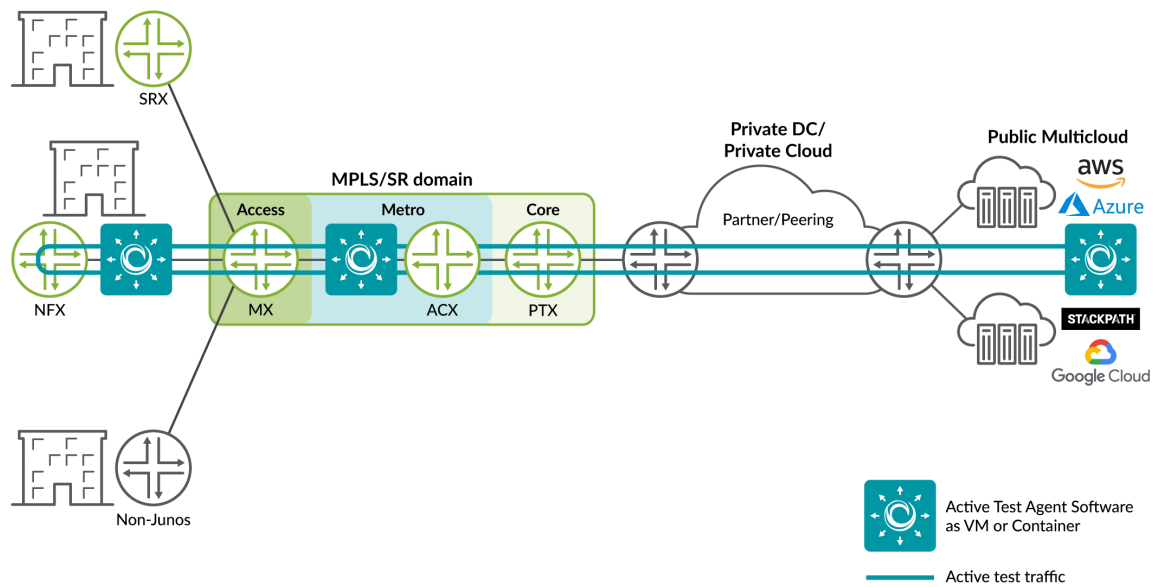 SRX
NFX
Non-Junos
MPLS/SR domain
Access
Metro
Core
MX
ACX
PTX
Private DC/
Private Cloud
Partner/Peering
Public Multicloud
aws
Azure
STACKPATH
Google Cloud
Active Test Agent Software
as VM or Container
Active test traffic